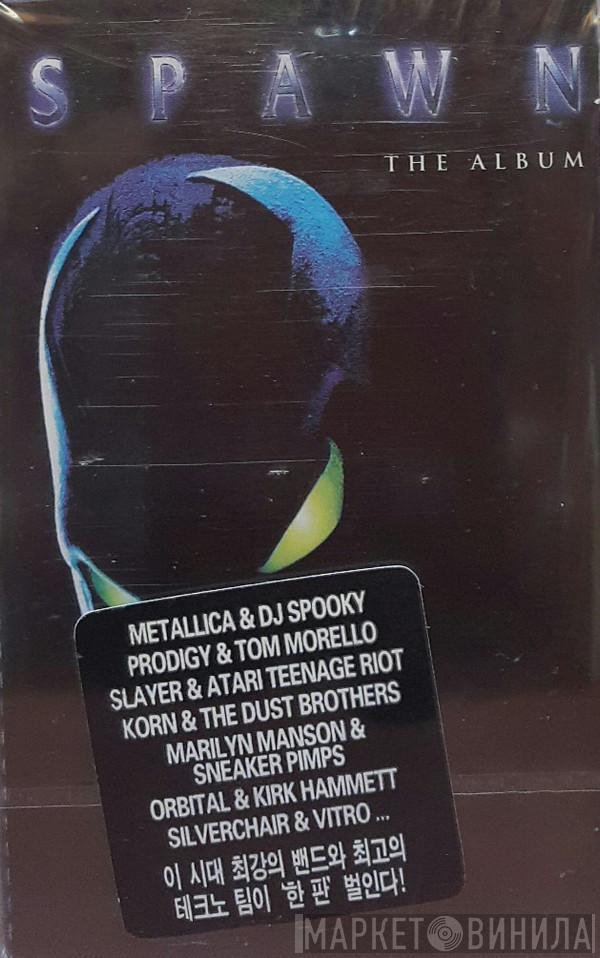 SPAWN
THE ALBUM
METALLICA & DJ SPOOKY
PRODIGY & TOM MORELLO
SLAYER & ATARI TEENAGE RIOT
KORN & THE DUST BROTHERS
MARILYN MANSON &
SNEAKER PIMPS
ORBITAL & KIRK HAMMETT
SILVERCHAIR & VITRO ...
이 시대 최강의 밴드와 최고의
테크노 팀이 '한 판' 벌인다!
МАРКЕТ ВИНИЛА